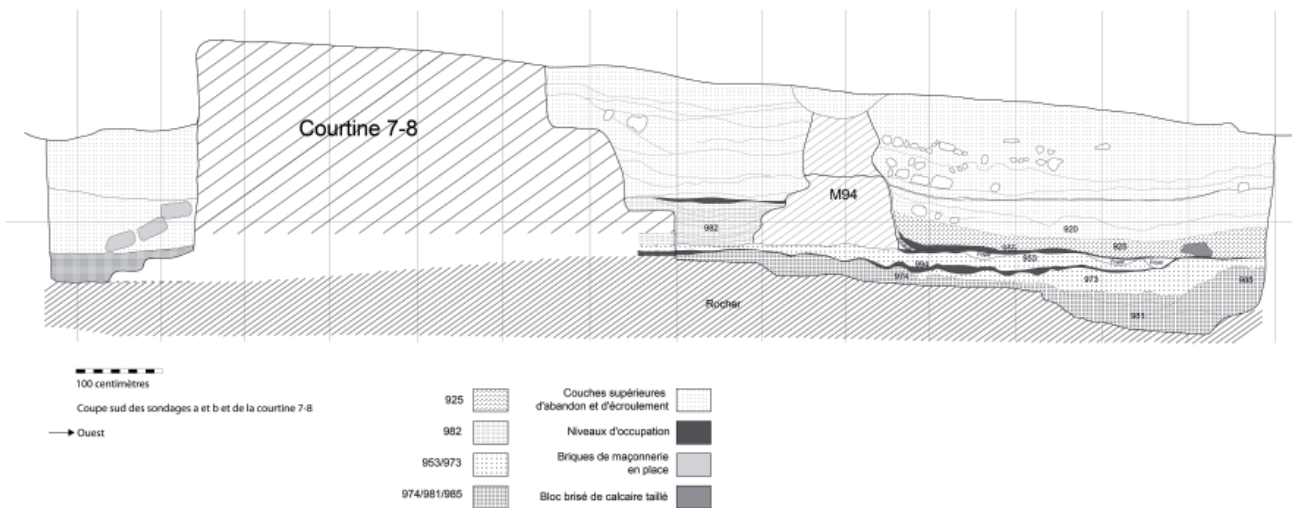 Courtine 7-8
M94
982
920
925
955
953
994
974
973
985
981
Rocher
100 centimètres
Coupe sud des sondages a et b et de la courtine 7-8
Ouest
925
982
953/973
974/981/985
Couches supérieures
d'abandon et d'écroulement
Niveaux d'occupation
Briques de maçonnerie
en place
Bloc brisé de calcaire taillé